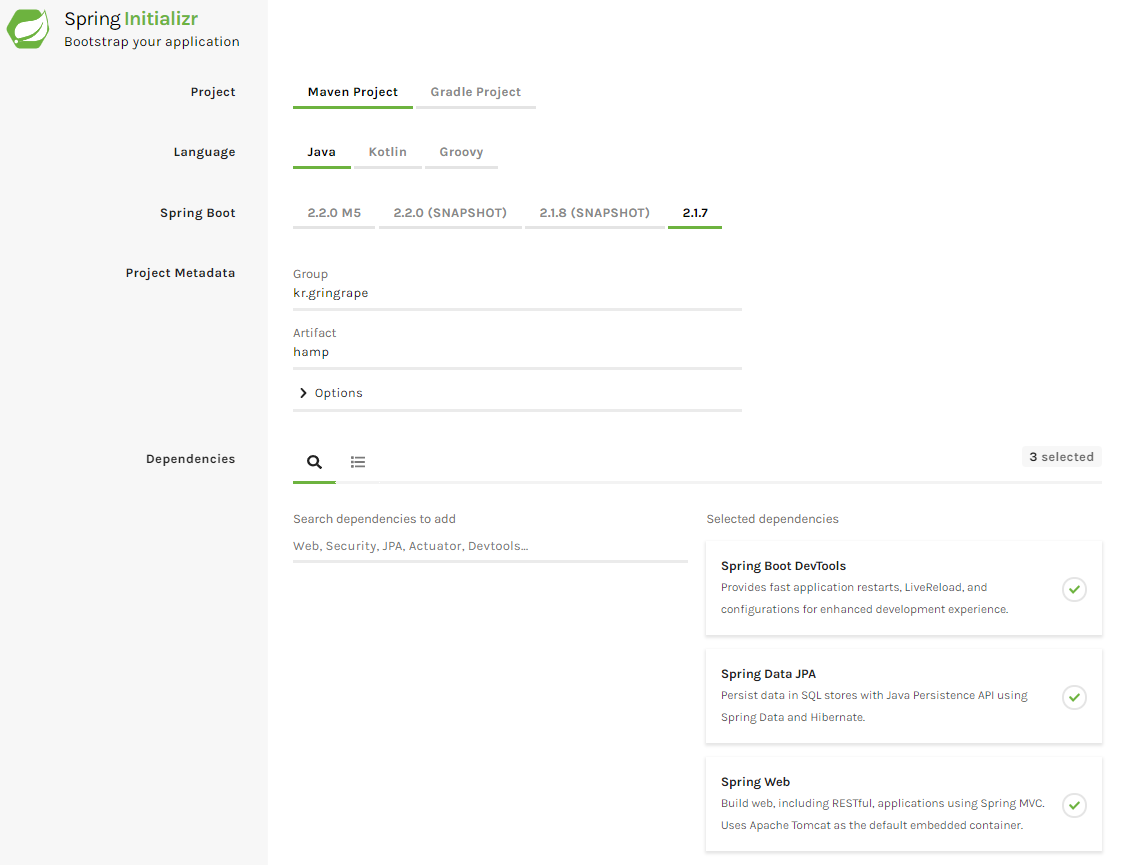 Spring Initializr
Bootstrap your application
Project
Maven Project Gradle Project
Language
Java Kotlin Groovy
Spring Boot
2.2.0 M5 2.2.0 (SNAPSHOT) 2.1.8 (SNAPSHOT) 2.1.7
Project Metadata
Group
kr.gringrape
Artifact
hamp
Options
Dependencies
3 selected
Search dependencies to add
Web, Security, JPA, Actuator, Devtools...
Selected dependencies
Spring Boot DevTools
Provides fast application restarts, LiveReload, and
configurations for enhanced development experience.
Spring Data JPA
Persist data in SQL stores with Java Persistence API using
Spring Data and Hibernate.
Spring Web
Build web, including RESTful, applications using Spring MVC.
Uses Apache Tomcat as the default embedded container.